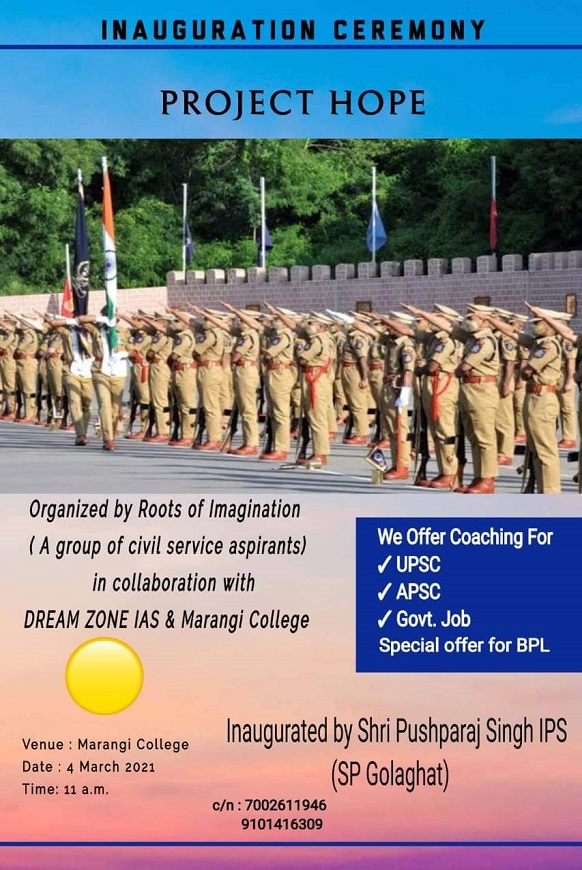 INAUGURATION CEREMONY
PROJECT HOPE
Organized by Roots of Imagination
( A group of civil service aspirants)
in collaboration with
DREAM ZONE IAS & Marangi College
We Offer Coaching For
✓ UPSC
✓ APSC
✓ Govt. Job
Special offer for BPL
Inaugurated by Shri Pushparaj Singh IPS
(SP Golaghat)
Venue : Marangi College
Date : 4 March 2021
Time: 11 a.m.
c/n : 7002611946
9101416309